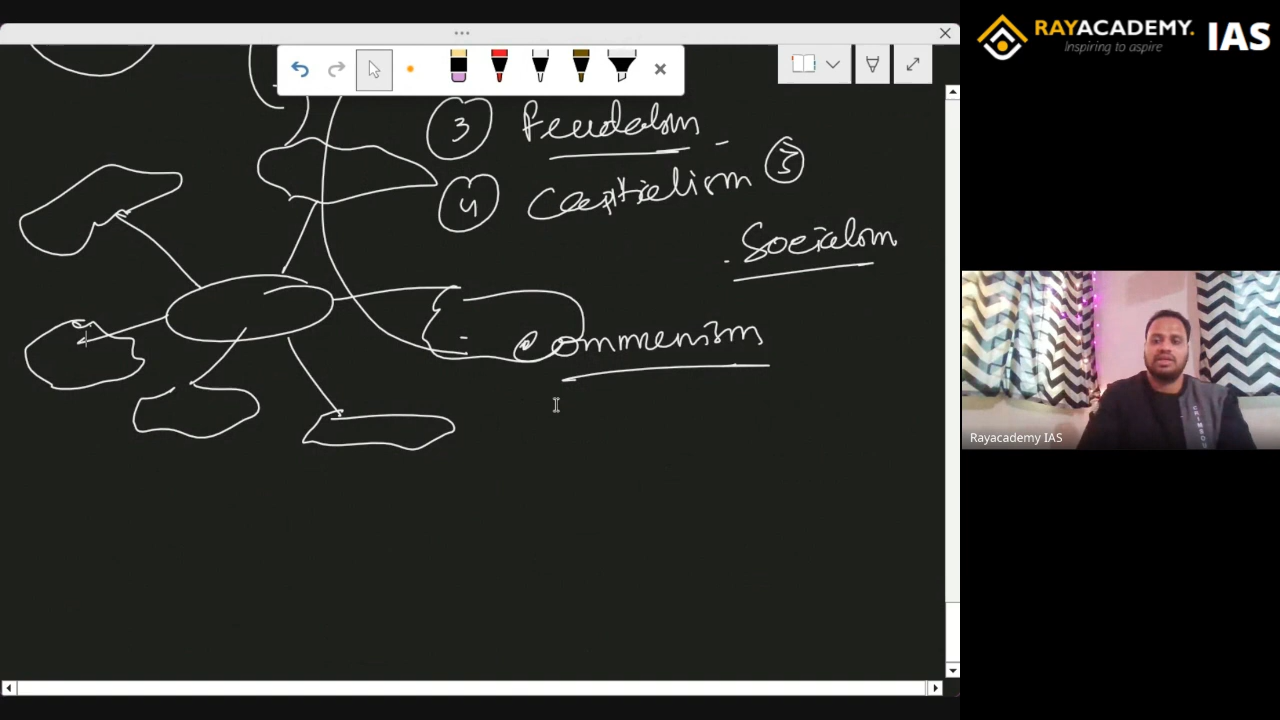 RAYACADEMY. IAS
Inspiring to aspire
3 Feudalism
4 Capitalism 5
Socialism
Communism
Rayacademy IAS